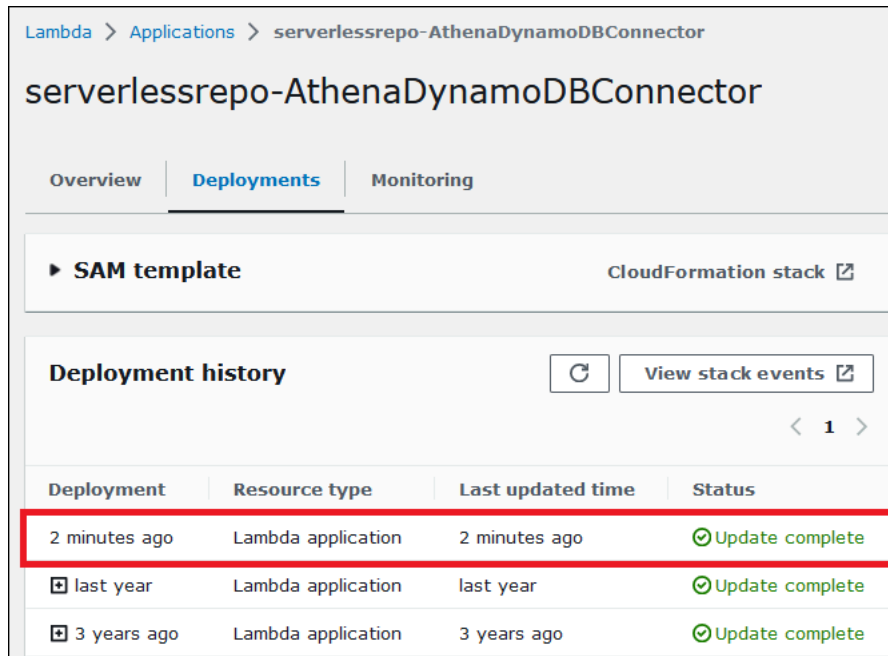 Lambda > Applications > serverlessrepo-AthenaDynamoDBConnector
serverlessrepo-AthenaDynamoDBConnector
Overview Deployments Monitoring
SAM template CloudFormation stack
Deployment history View stack events
< 1 >
Deployment Resource type Last updated time Status
2 minutes ago Lambda application 2 minutes ago Update complete
last year Lambda application last year Update complete
3 years ago Lambda application 3 years ago Update complete